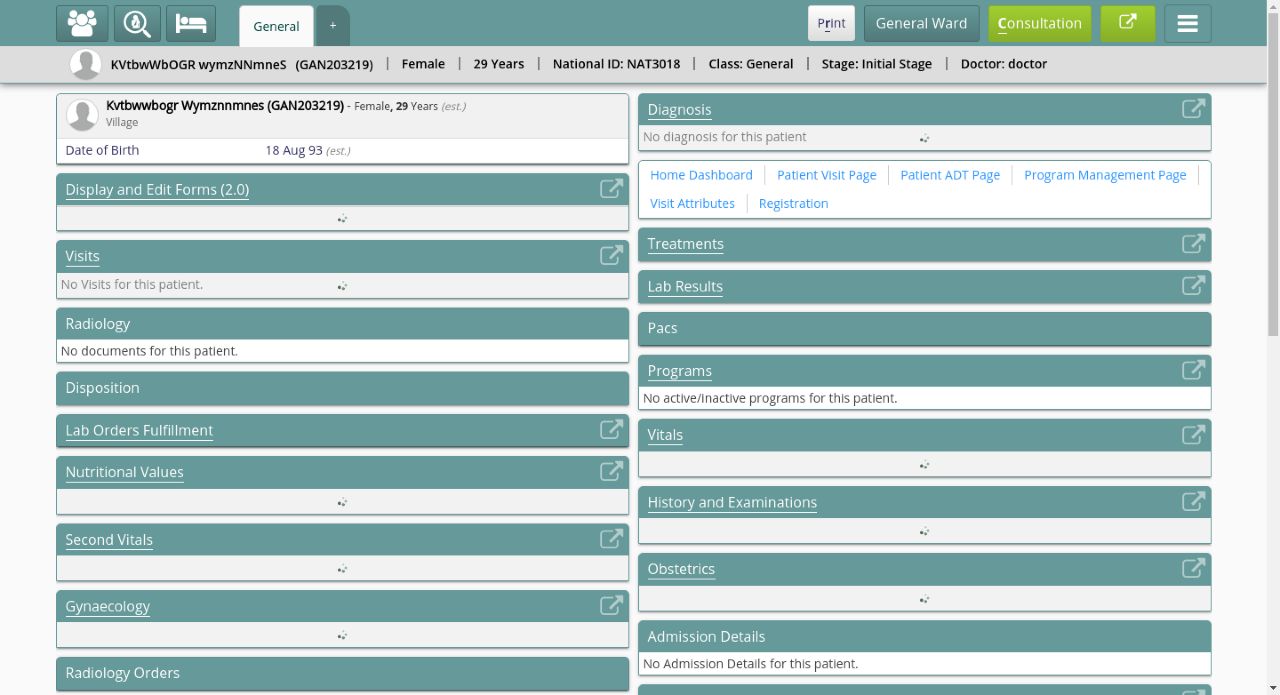 General
+
Print
General Ward
Consultation
KVtbwWbOGR wymzNNmneS (GAN203219) | Female | 29 Years | National ID: NAT3018 | Class: General | Stage: Initial Stage | Doctor: doctor
Kvtbwwbogr Wymznnmnes (GAN203219) - Female, 29 Years (est.)
Village
Date of Birth 18 Aug 93 (est.)
Display and Edit Forms (2.0)
Visits
No Visits for this patient.
Radiology
No documents for this patient.
Disposition
Lab Orders Fulfillment
Nutritional Values
Second Vitals
Gynaecology
Radiology Orders
Diagnosis
No diagnosis for this patient
Home Dashboard | Patient Visit Page | Patient ADT Page | Program Management Page |
Visit Attributes | Registration
Treatments
Lab Results
Pacs
Programs
No active/inactive programs for this patient.
Vitals
History and Examinations
Obstetrics
Admission Details
No Admission Details for this patient.